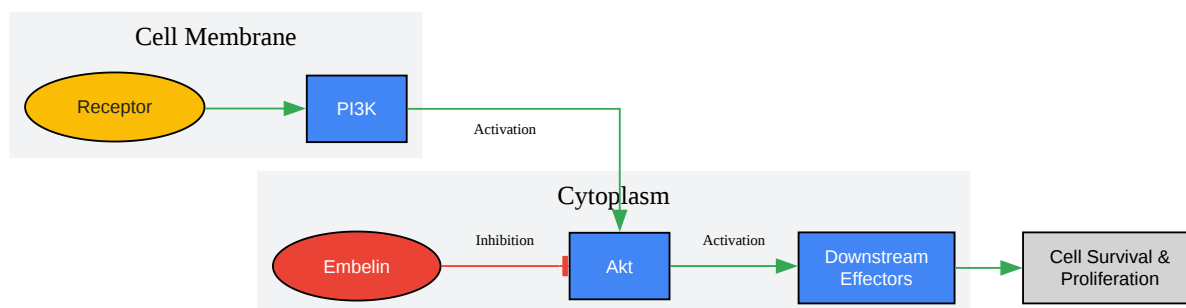 Cell Membrane
Receptor
PI3K
Activation
Cytoplasm
Embelin
Inhibition
Akt
Activation
Downstream
Effectors
Cell Survival &
Proliferation